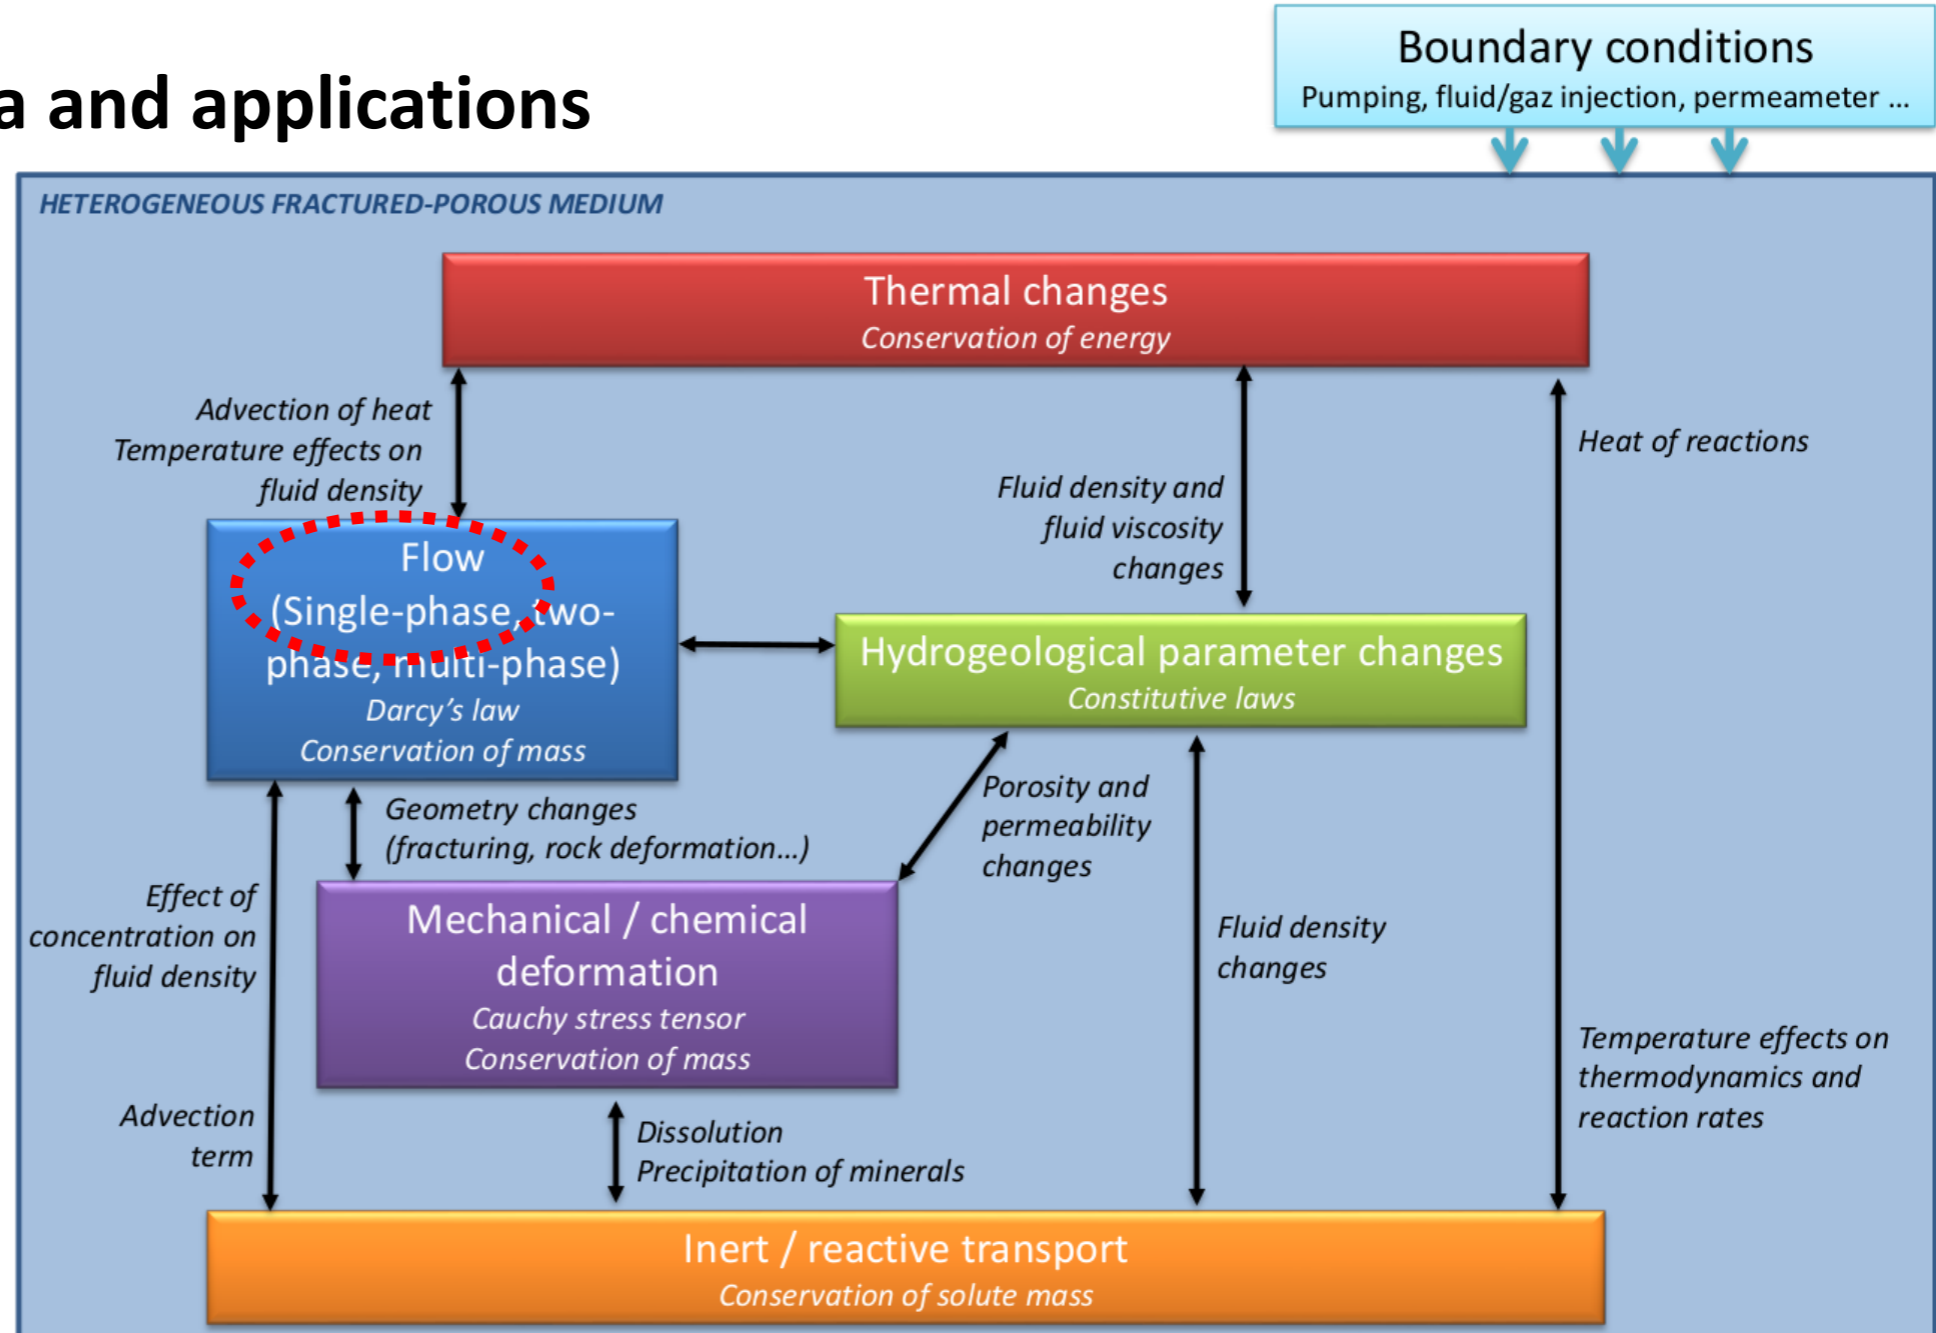 Boundary conditions
Pumping, fluid/gaz injection, permeameter ...
a and applications
HETEROGENEOUS FRACTURED-POROUS MEDIUM
Thermal changes
Conservation of energy
Advection of heat
Temperature effects on
fluid density
Heat of reactions
Fluid density and
fluid viscosity
changes
Flow
(Single-phase, two-
phase, multi-phase)
Darcy's law
Conservation of mass
Hydrogeological parameter changes
Constitutive laws
Geometry changes
(fracturing, rock deformation...)
Porosity and
permeability
changes
Effect of
concentration on
fluid density
Mechanical / chemical
deformation
Cauchy stress tensor
Conservation of mass
Fluid density
changes
Temperature effects on
thermodynamics and
reaction rates
Advection
term
Dissolution
Precipitation of minerals
Inert / reactive transport
Conservation of solute mass